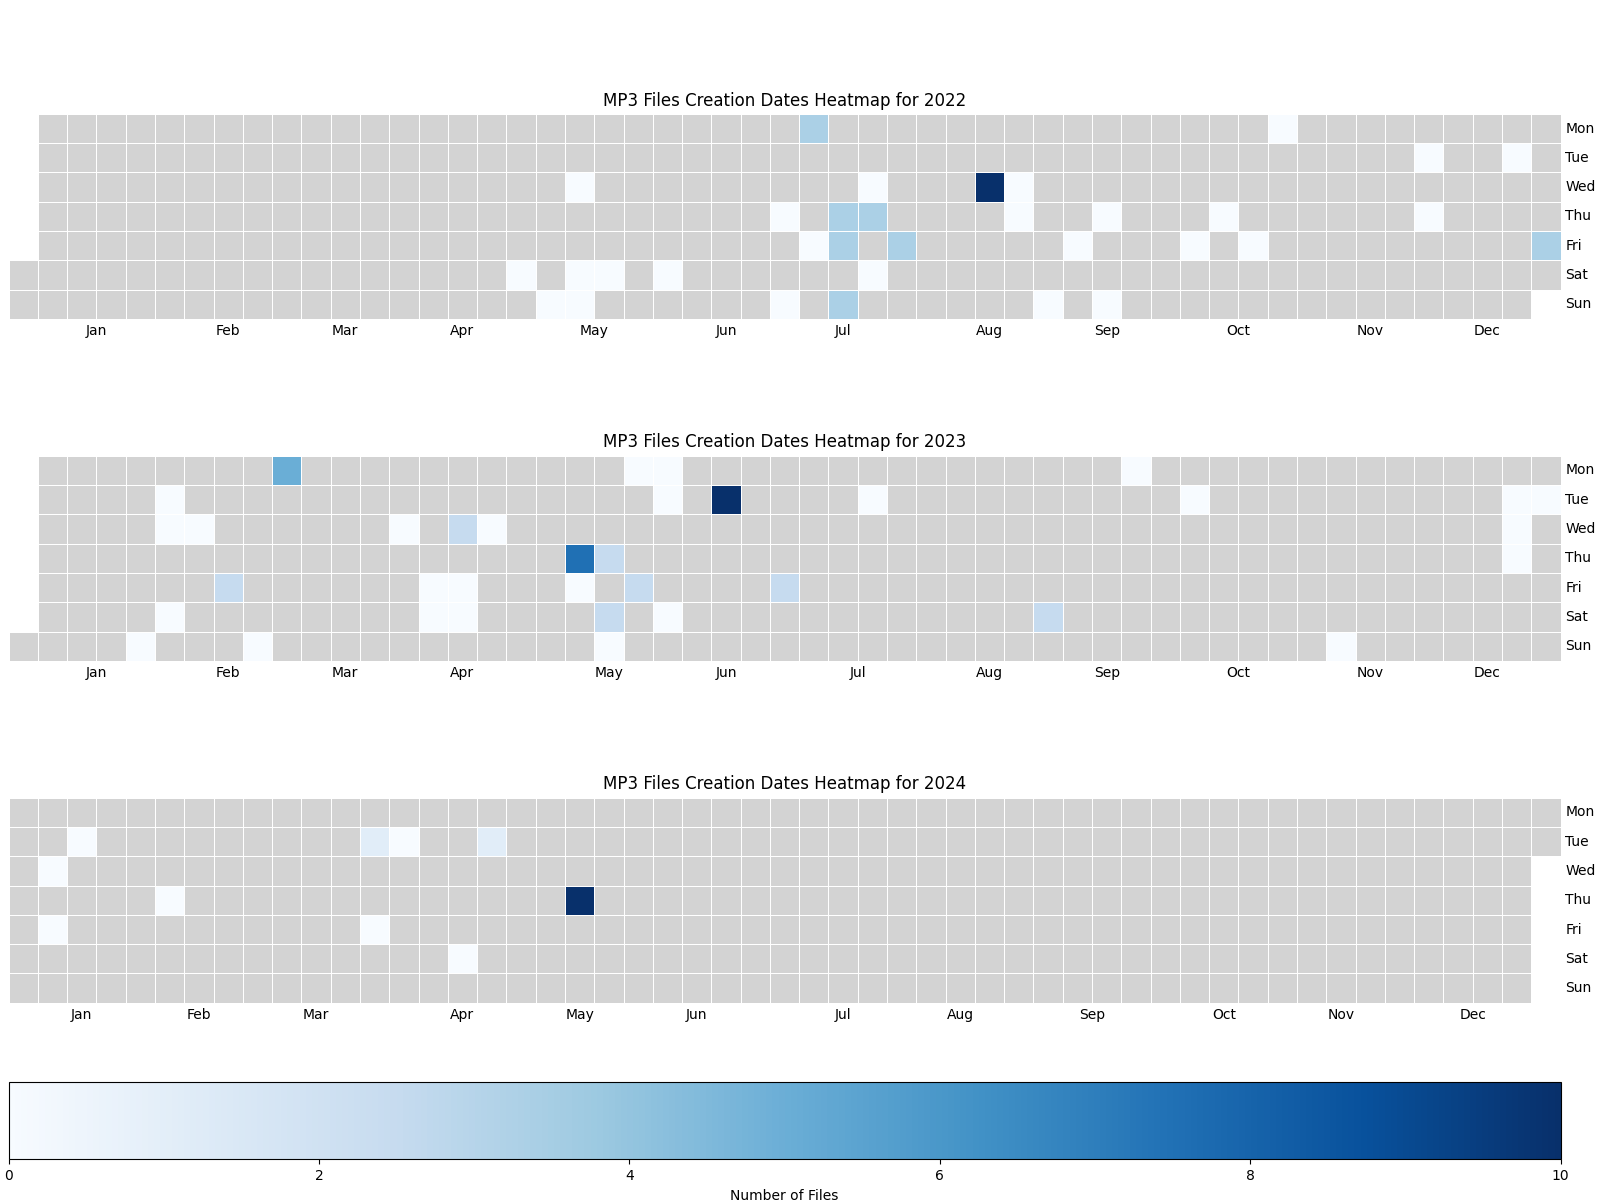 MP3 Files Creation Dates Heatmap for 2022
Mon
Tue
Wed
Thu
Fri
Sat
Sun
Jan Feb Mar Apr May Jun Jul Aug Sep Oct Nov Dec
MP3 Files Creation Dates Heatmap for 2023
Mon
Tue
Wed
Thu
Fri
Sat
Sun
Jan Feb Mar Apr May Jun Jul Aug Sep Oct Nov Dec
MP3 Files Creation Dates Heatmap for 2024
Mon
Tue
Wed
Thu
Fri
Sat
Sun
Jan Feb Mar Apr May Jun Jul Aug Sep Oct Nov Dec
0 2 4 6 8 10
Number of Files